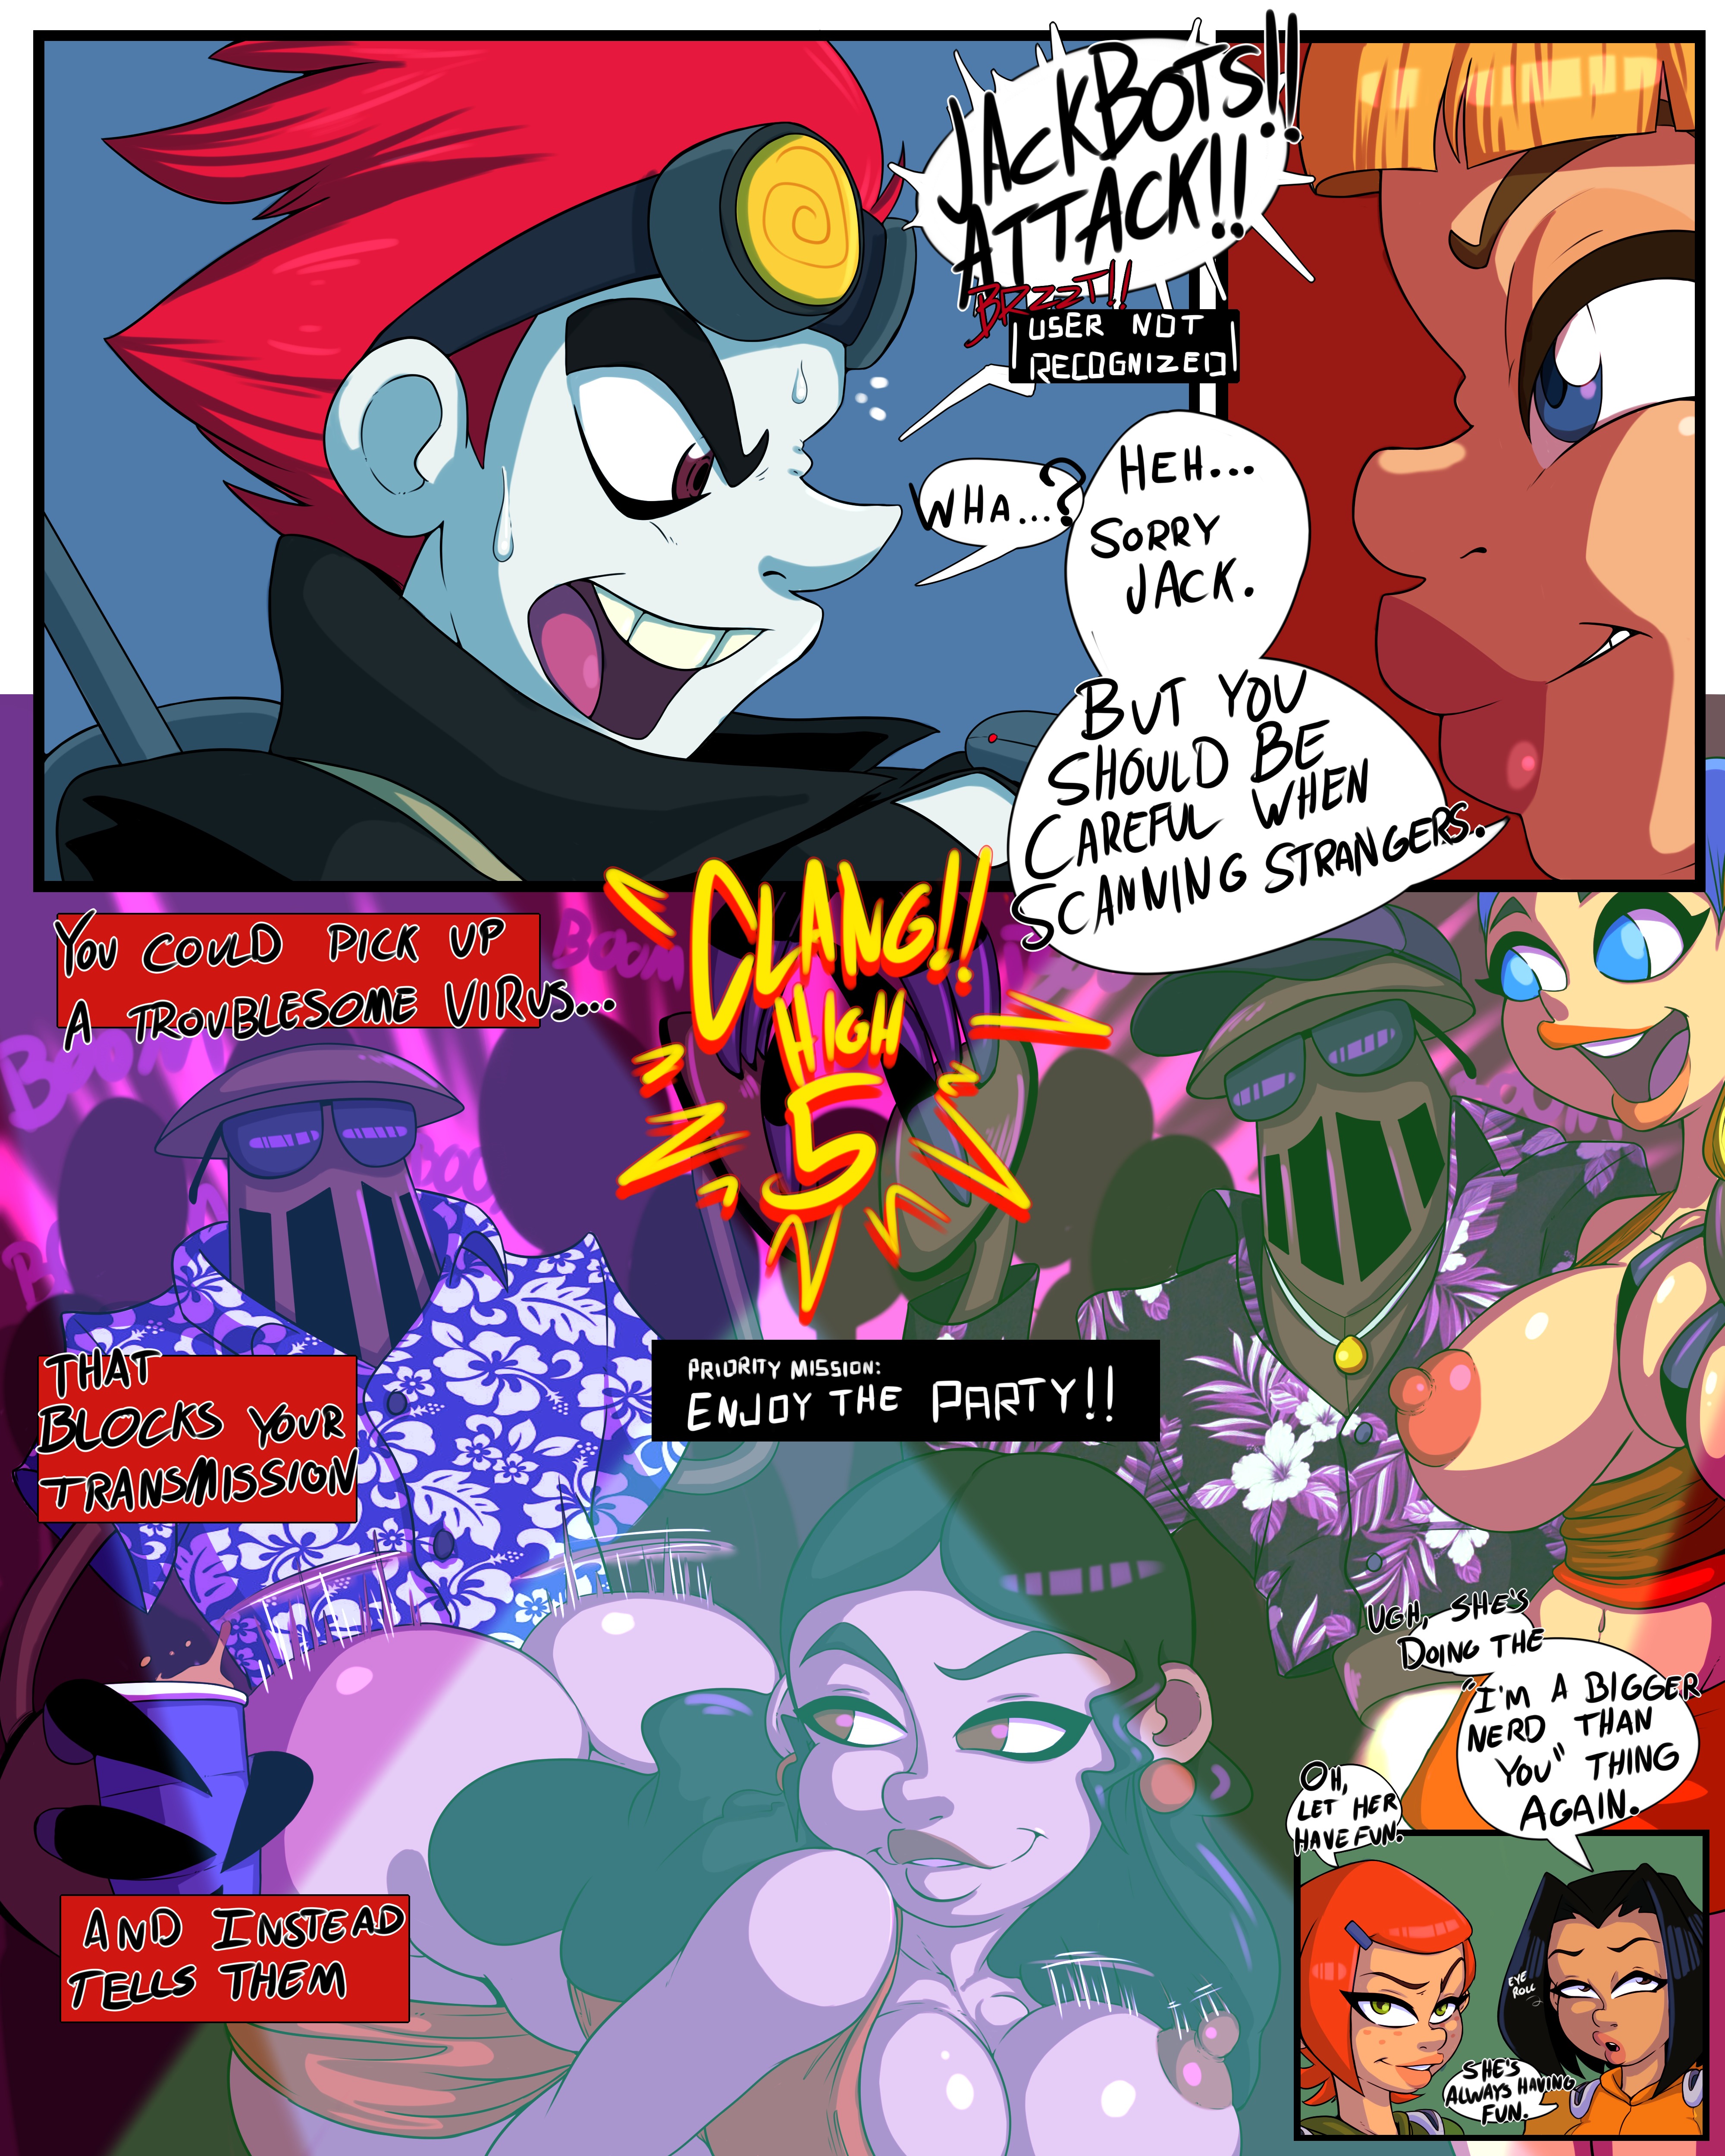 JACKBOTS!!
ATTACK!!
BRZZT!!
USER NOT
RECOGNIZED
WHA...?
HEH...
SORRY
JACK.
BUT YOU
SHOULD BE
CAREFUL WHEN
SCANNING STRANGERS.
YOU COULD PICK UP
A TROUBLESOME VIRUS...
BOOM
CLANG!!
HIGH
5
BOOM
BOOM
THAT
BLOCKS YOUR
TRANSMISSION
PRIORITY MISSION:
ENJOY THE PARTY!!
AND INSTEAD
TELLS THEM
UGH, SHE'S
DOING THE
"I'M A BIGGER
NERD THAN
YOU" THING
AGAIN.
OH,
LET HER
HAVE FUN.
EYE
ROLL
SHE'S
ALWAYS HAVING
FUN.